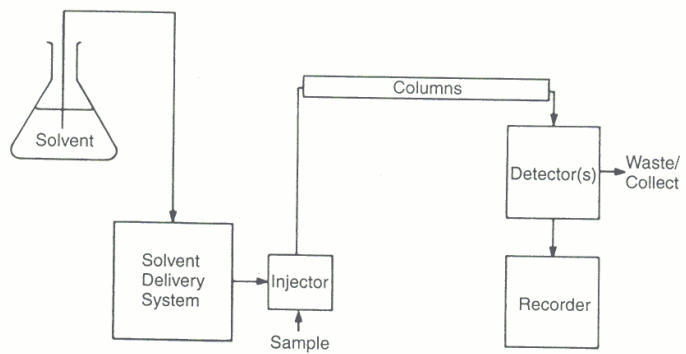 Solvent
Columns
Detector(s)
Waste/
Collect
Solvent
Delivery
System
Injector
Sample
Recorder